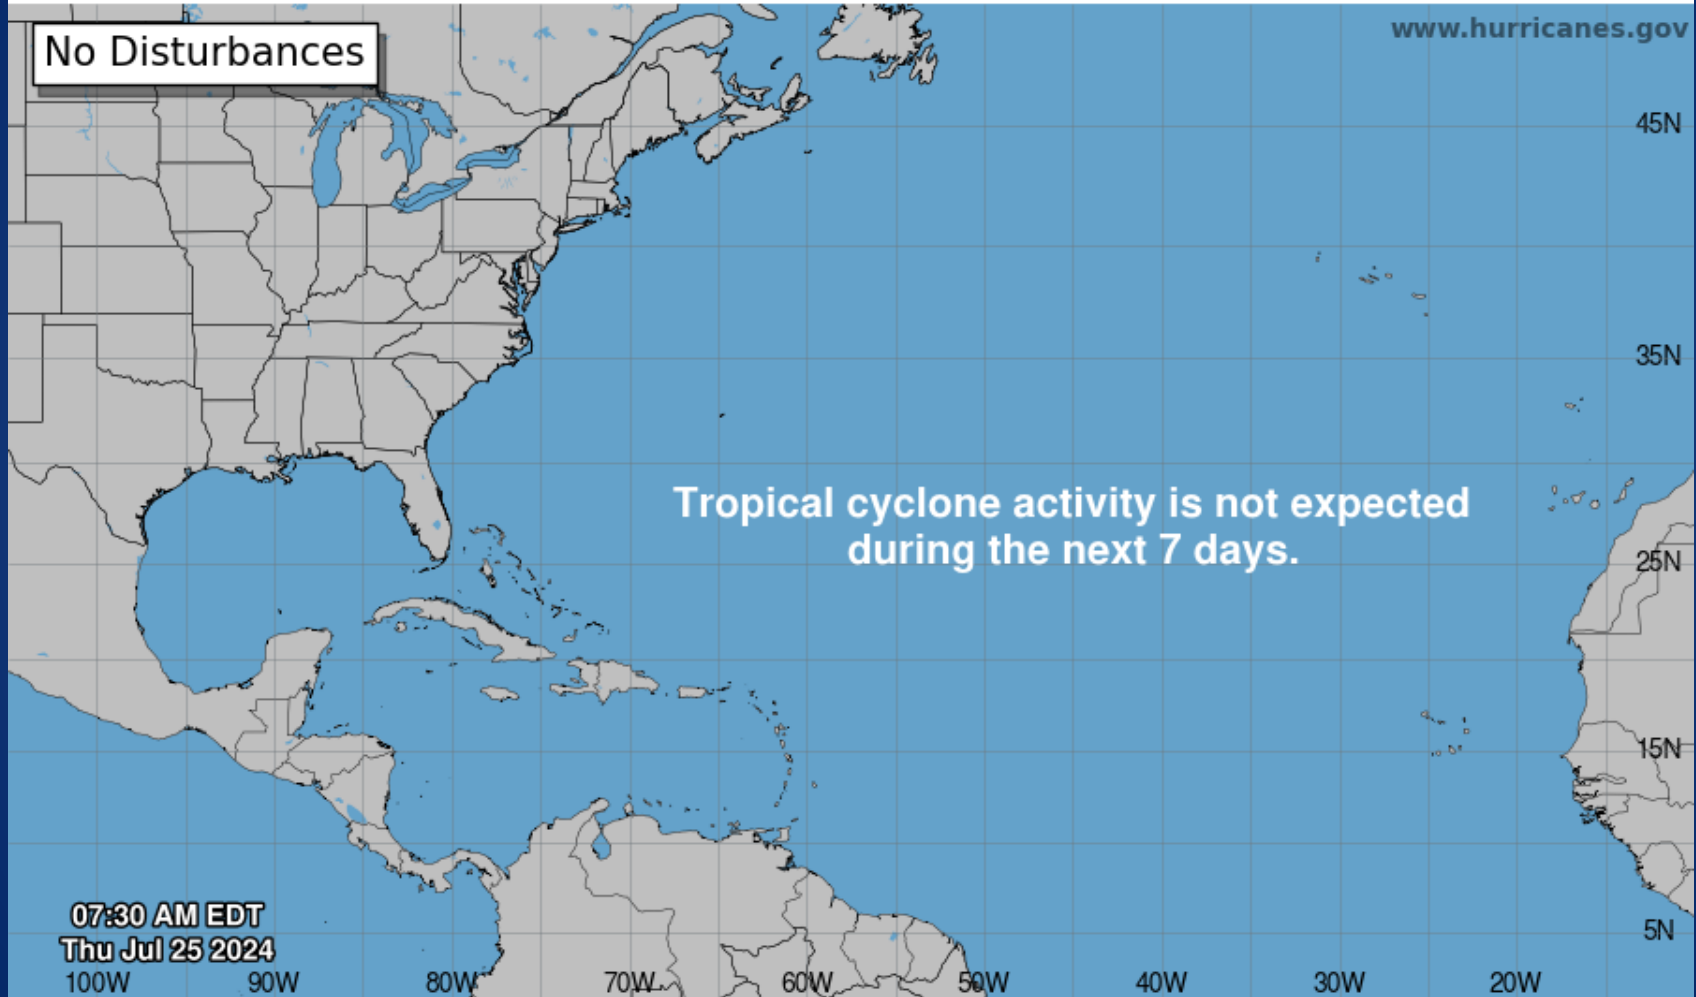 No Disturbances
www.hurricanes.gov
45N
35N
Tropical cyclone activity is not expected
during the next 7 days.
25N
15N
07:30 AM EDT
Thu Jul 25 2024
5N
100W 90W 80W 70W 60W 50W 40W 30W 20W